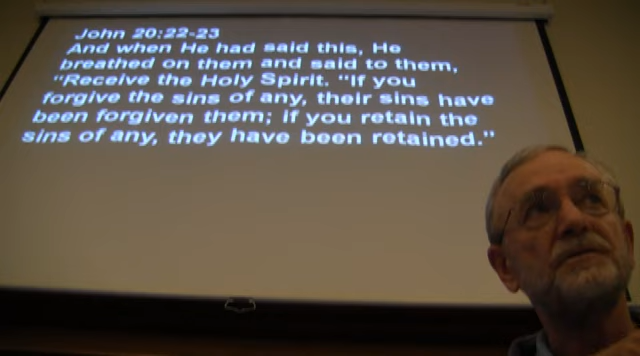 John 20:22-23
And when He had said this, He
breathed on them and said to them,
"Receive the Holy Spirit. "If you
forgive the sins of any, their sins have
been forgiven them; if you retain the
sins of any, they have been retained."